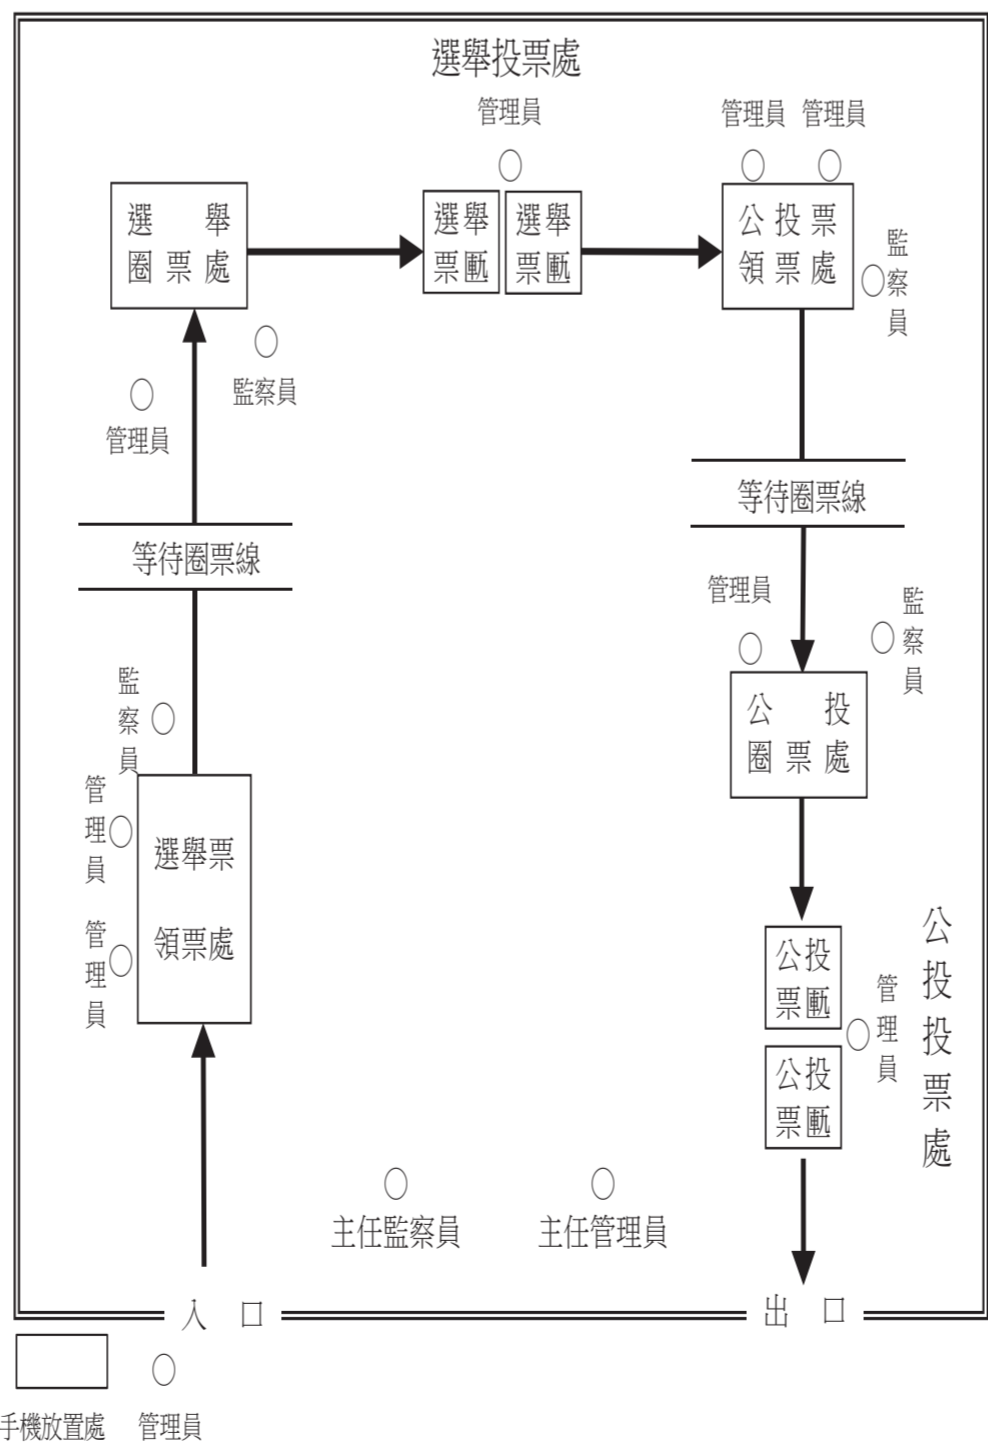 選舉投票處
管理員
管理員 管理員
選舉
圈票處
選舉
票匭
選舉
票匭
公投票
領票處
監察員
監察員
管理員
等待圈票線
等待圈票線
管理員
監察員
監察員
公投
圈票處
管理員
選舉票
領票處
管理員
公投
票匭
管理員
公投投票處
公投
票匭
主任監察員
主任管理員
入口
出口
手機放置處
管理員